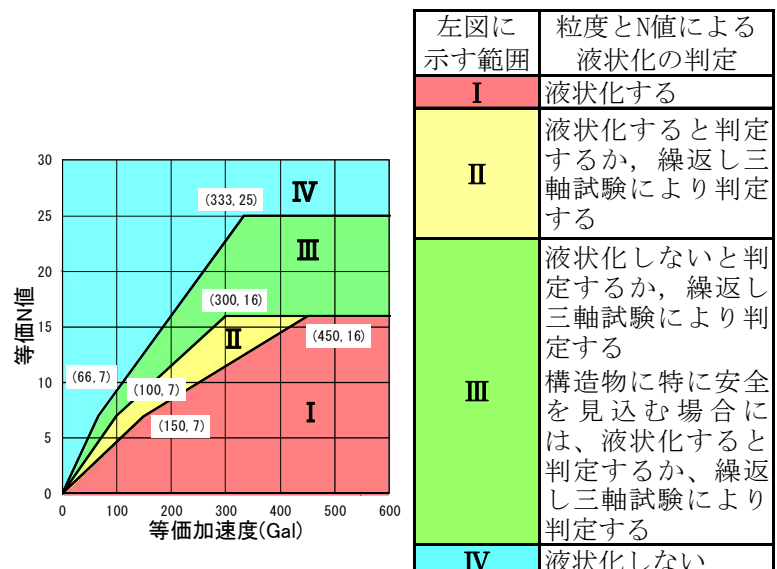 30
25
20
15
10
5
0
等価N値
0 100 200 300 400 500 600
等価加速度(Gal)
Ⅳ
(333, 25)
Ⅲ
(300, 16)
Ⅱ
(450, 16)
(66, 7)
(100, 7)
(150, 7)
Ⅰ
左図に
示す範囲
粒度とN値による
液状化の判定
Ⅰ
液状化する
Ⅱ
液状化すると判定
するか，繰返し三
軸試験により判定
する
Ⅲ
液状化しないと判
定するか，繰返し
三軸試験により判
定する
構造物に特に安全
を見込む場合に
は、液状化すると
判定するか、繰返
し三軸試験により
判定する
Ⅳ
液状化しない